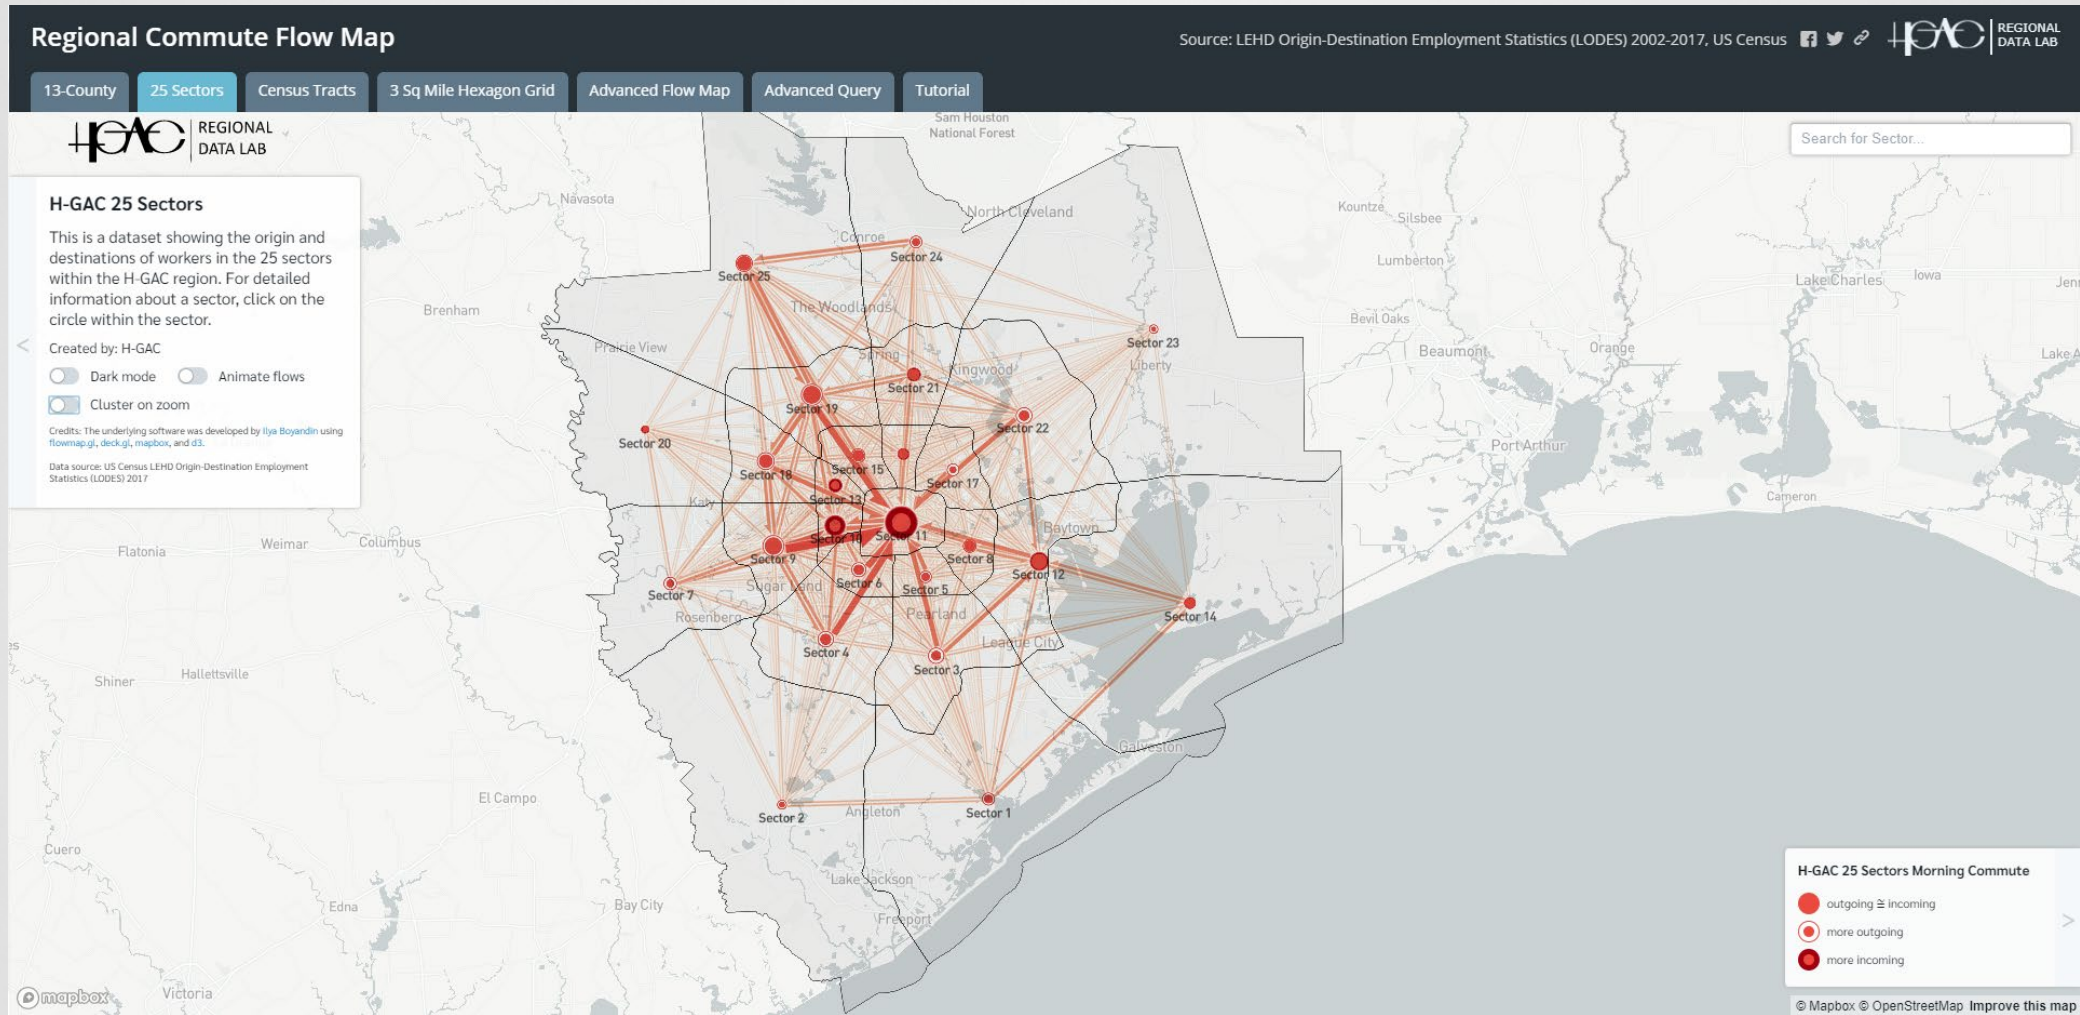 Regional Commute Flow Map
Source: LEHD Origin-Destination Employment Statistics (LODES) 2002-2017, US Census
HGAC
REGIONAL
DATA LAB
13-County
25 Sectors
Census Tracts
3 Sq Mile Hexagon Grid
Advanced Flow Map
Advanced Query
Tutorial
HGAC
REGIONAL
DATA LAB
Search for Sector...
H-GAC 25 Sectors
This is a dataset showing the origin and
destinations of workers in the 25 sectors
within the H-GAC region. For detailed
information about a sector, click on the
circle within the sector.
Created by: H-GAC
Dark mode
Animate flows
Cluster on zoom
Credits: The underlying software was developed by Ilya Boyandin using
flowmap.gl, deck.gl, mapbox, and d3.
Data source: US Census LEHD Origin-Destination Employment
Statistics (LODES) 2017
Sam Houston
National Forest
Navasota
North Cleveland
Kountze
Silsbee
Conroe
Sector 24
Lumberton
Sector 25
Lake Charles
Iowa
Brenham
The Woodlands
Bevil Oaks
Prairie View
Sector 23
Beaumont
Orange
Spring
Liberty
Kingwood
Sector 21
Sector 19
Sector 22
Sector 20
Port Arthur
Sector 15
Sector 18
Sector 17
Cameron
Katy
Sector 13
Baytown
Sector 10
Sector 11
Columbus
Weimar
Flatonia
Sector 9
Sector 8
Sector 12
Sugar Land
Sector 6
Sector 5
Sector 7
Rosenberg
Pearland
Sector 14
League City
Sector 4
Sector 3
Hallettsville
Shiner
Galveston
El Campo
Sector 2
Angleton
Sector 1
Cuero
Lake Jackson
Edna
Bay City
Freeport
Victoria
H-GAC 25 Sectors Morning Commute
outgoing ≅ incoming
more outgoing
more incoming
mapbox
© Mapbox © OpenStreetMap Improve this map